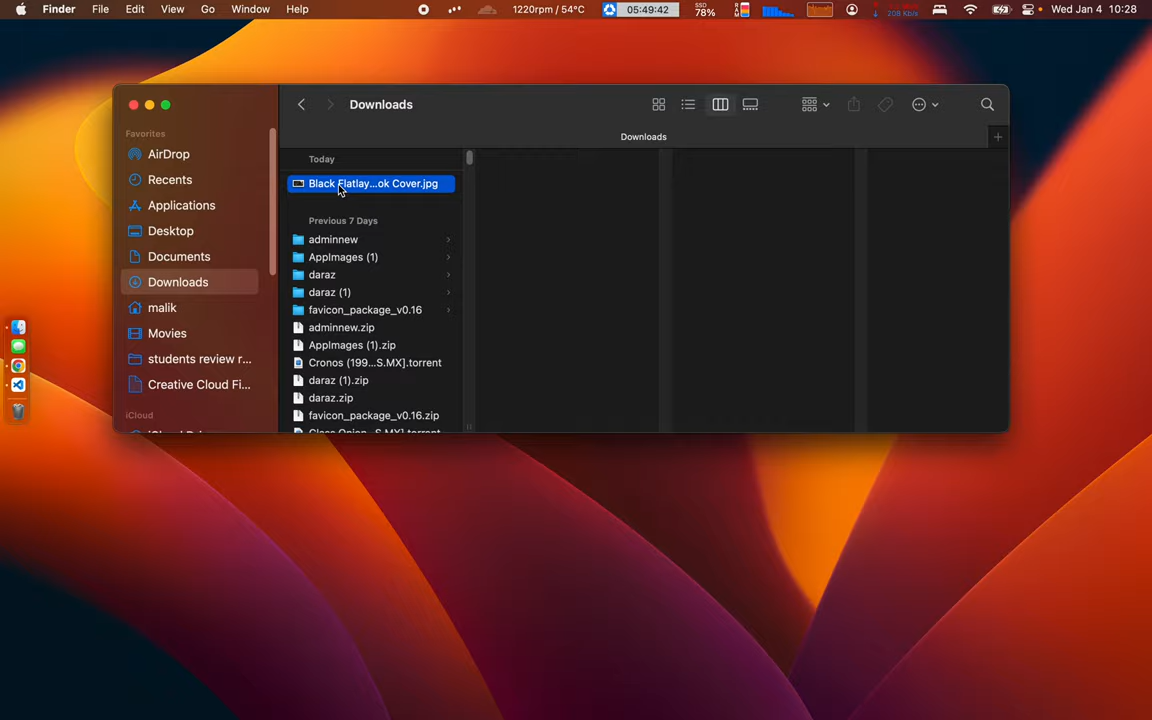 Finder File Edit View Go Window Help 1220rpm / 54°C 05:49:42 SSD 78% Wed Jan 4 10:28
Downloads
Favorites
AirDrop
Recents
Applications
Desktop
Documents
Downloads
malik
Movies
students review r...
Creative Cloud Fi...
iCloud
Downloads
Today
Black Flatlay...ok Cover.jpg
Previous 7 Days
adminnew
AppImages (1)
daraz
daraz (1)
favicon_package_v0.16
adminnew.zip
AppImages (1).zip
Cronos (199...S.MX].torrent
daraz (1).zip
daraz.zip
favicon_package_v0.16.zip